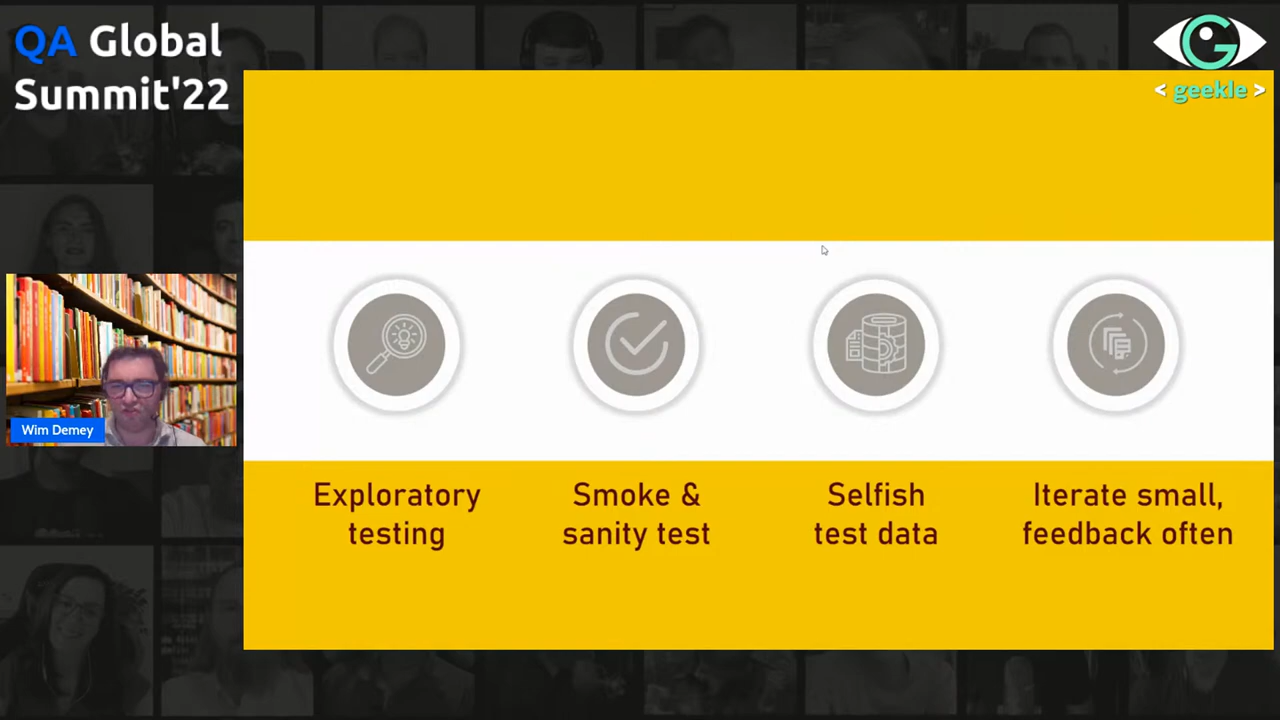 QA Global
Summit'22
G
< geekle >
Wim Demey
Exploratory
testing
Smoke &
sanity test
Selfish
test data
Iterate small,
feedback often